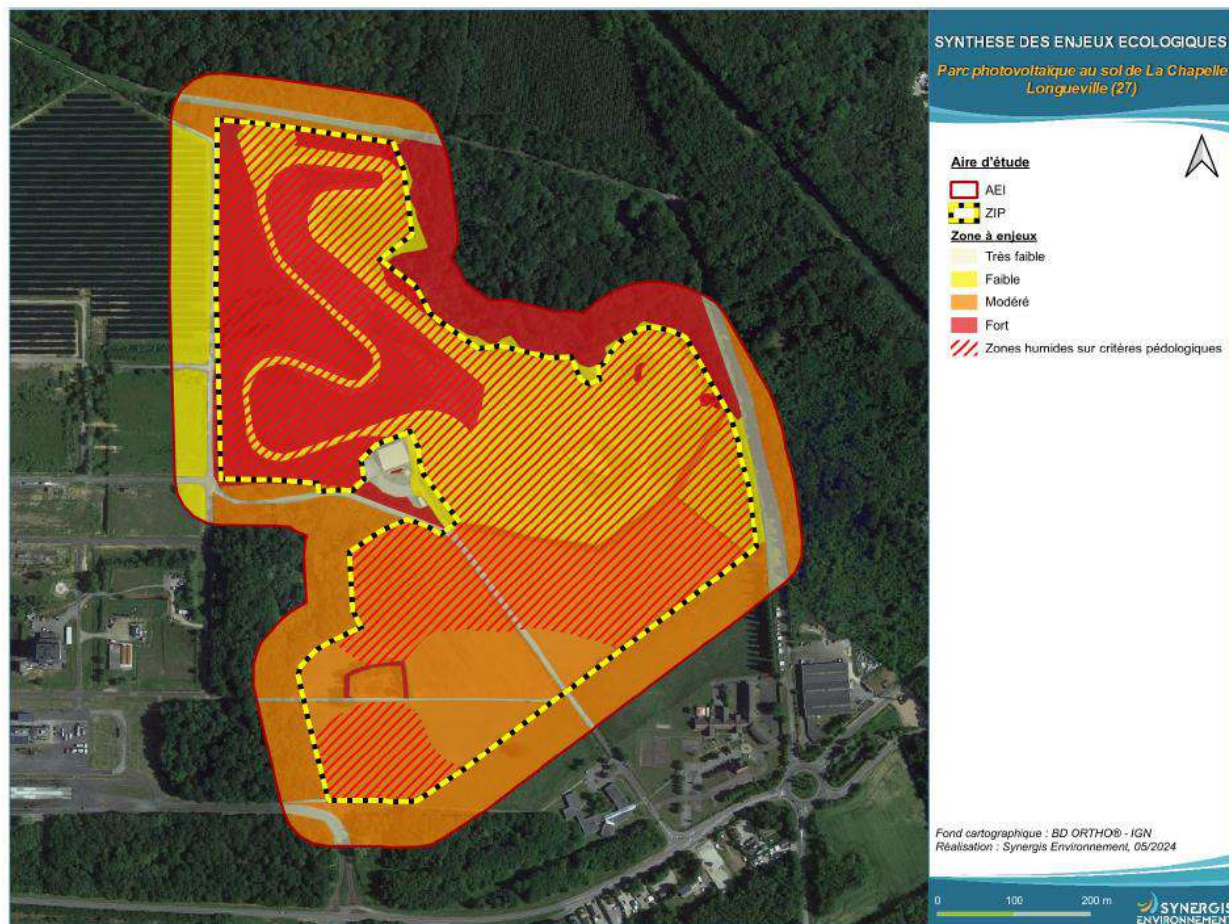 SYNTHESE DES ENJEUX ECOLOGIQUES
Parc photovoltaïque au sol de La Chapelle
Longueville (27)
Aire d'étude
AEI
ZIP
Zone à enjeux
Très faible
Faible
Modéré
Fort
Zones humides sur critères pédologiques
Fond cartographique : BD ORTHO® - IGN
Réalisation : Synergis Environnement, 05/2024
0 100 200 m
SYNERGIS
ENVIRONNEMENT